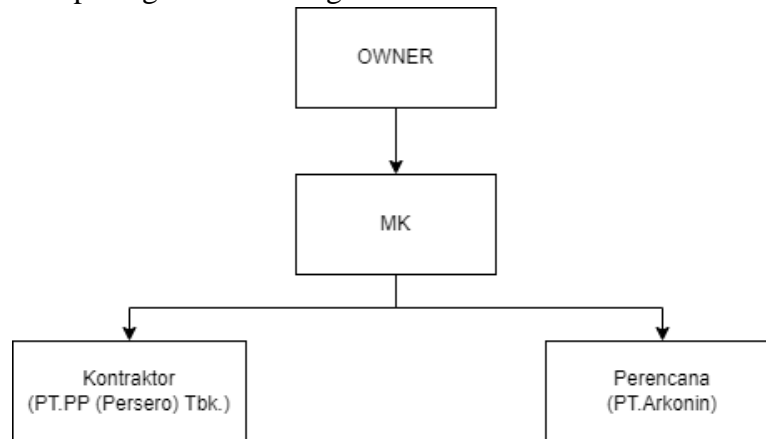 OWNER
MK
Kontraktor
(PT.PP (Persero) Tbk.)
Perencana
(PT.Arkonin)